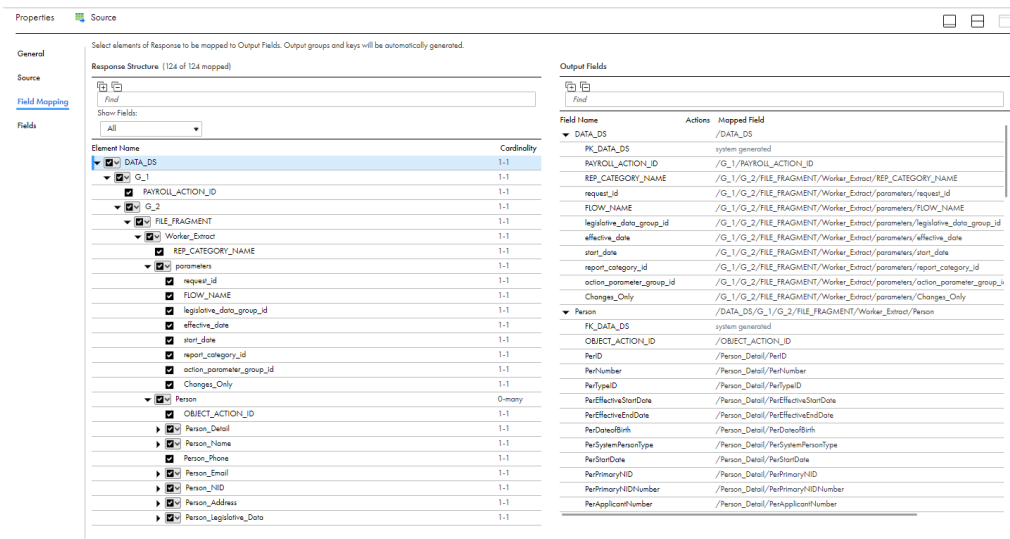 Properties Source
General
Source
Field Mapping
Fields
Select elements of Response to be mapped to Output Fields. Output groups and keys will be automatically generated.
Response Structure (124 of 124 mapped)
Find
Show Fields:
All
Element Name Cardinality
DATA_DS 1-1
G_1 1-1
PAYROLL_ACTION_ID 1-1
G_2 1-1
FILE_FRAGMENT 1-1
Worker_Extract 1-1
REP_CATEGORY_NAME 1-1
parameters 1-1
request_id 1-1
FLOW_NAME 1-1
legislative_data_group_id 1-1
effective_date 1-1
start_date 1-1
report_category_id 1-1
action_parameter_group_id 1-1
Changes_Only 1-1
Person 0-many
OBJECT_ACTION_ID 1-1
Person_Detail 1-1
Person_Name 1-1
Person_Phone 1-1
Person_Email 1-1
Person_NID 1-1
Person_Address 1-1
Person_Legislative_Data 1-1
Output Fields
Find
Field Name Actions Mapped Field
DATA_DS /DATA_DS
PK_DATA_DS system generated
PAYROLL_ACTION_ID /G_1/PAYROLL_ACTION_ID
REP_CATEGORY_NAME /G_1/G_2/FILE_FRAGMENT/Worker_Extract/REP_CATEGORY_NAME
request_id /G_1/G_2/FILE_FRAGMENT/Worker_Extract/parameters/request_id
FLOW_NAME /G_1/G_2/FILE_FRAGMENT/Worker_Extract/parameters/FLOW_NAME
legislative_data_group_id /G_1/G_2/FILE_FRAGMENT/Worker_Extract/parameters/legislative_data_group_id
effective_date /G_1/G_2/FILE_FRAGMENT/Worker_Extract/parameters/effective_date
start_date /G_1/G_2/FILE_FRAGMENT/Worker_Extract/parameters/start_date
report_category_id /G_1/G_2/FILE_FRAGMENT/Worker_Extract/parameters/report_category_id
action_parameter_group_id /G_1/G_2/FILE_FRAGMENT/Worker_Extract/parameters/action_parameter_group_i
Changes_Only /G_1/G_2/FILE_FRAGMENT/Worker_Extract/parameters/Changes_Only
Person /DATA_DS/G_1/G_2/FILE_FRAGMENT/Worker_Extract/Person
FK_DATA_DS system generated
OBJECT_ACTION_ID /OBJECT_ACTION_ID
PerID /Person_Detail/PerID
PerNumber /Person_Detail/PerNumber
PerTypeID /Person_Detail/PerTypeID
PerEffectiveStartDate /Person_Detail/PerEffectiveStartDate
PerEffectiveEndDate /Person_Detail/PerEffectiveEndDate
PerDateofBirth /Person_Detail/PerDateofBirth
PerSystemPersonType /Person_Detail/PerSystemPersonType
PerStartDate /Person_Detail/PerStartDate
PerPrimaryNID /Person_Detail/PerPrimaryNID
PerPrimaryNIDNumber /Person_Detail/PerPrimaryNIDNumber
PerApplicantNumber /Person_Detail/PerApplicantNumber